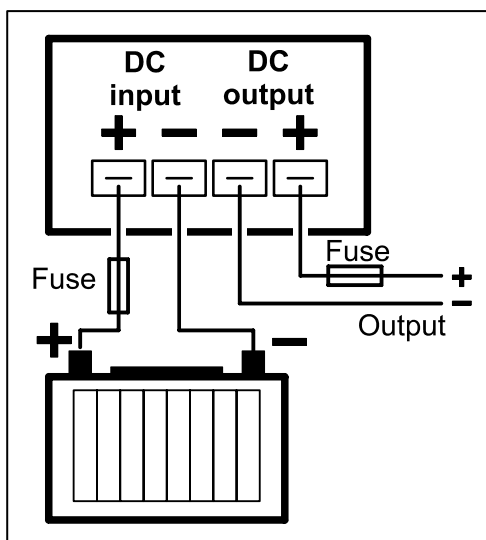 DC DC
input output
+ − − +
Fuse
Fuse
+
−
Output
+ −